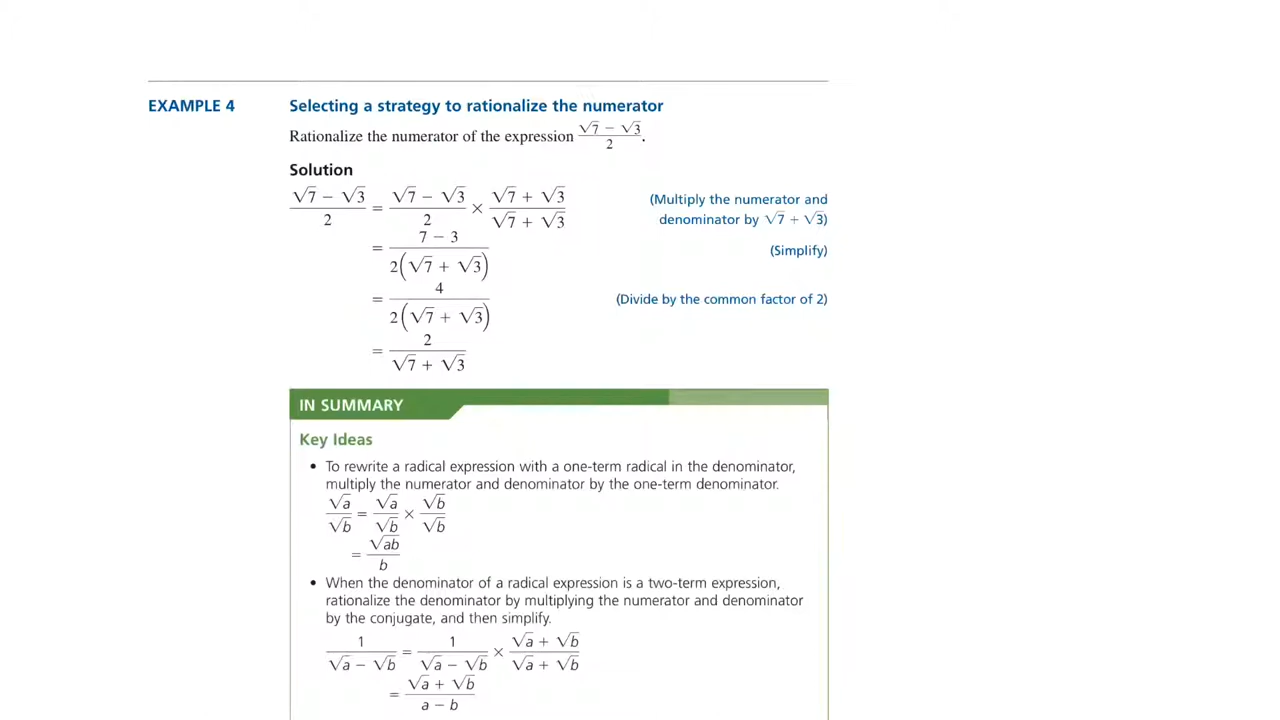 EXAMPLE 4 Selecting a strategy to rationalize the numerator
Rationalize the numerator of the expression (√7 − √3)/2.
Solution
(√7 − √3)/2 = (√7 − √3)/2 × (√7 + √3)/(√7 + √3) (Multiply the numerator and
denominator by √7 + √3)
= (7 − 3)/(2(√7 + √3)) (Simplify)
= 4/(2(√7 + √3)) (Divide by the common factor of 2)
= 2/(√7 + √3)
IN SUMMARY
Key Ideas
• To rewrite a radical expression with a one-term radical in the denominator,
multiply the numerator and denominator by the one-term denominator.
√a/√b = √a/√b × √b/√b
= √ab/b
• When the denominator of a radical expression is a two-term expression,
rationalize the denominator by multiplying the numerator and denominator
by the conjugate, and then simplify.
1/(√a − √b) = 1/(√a − √b) × (√a + √b)/(√a + √b)
= (√a + √b)/(a − b)